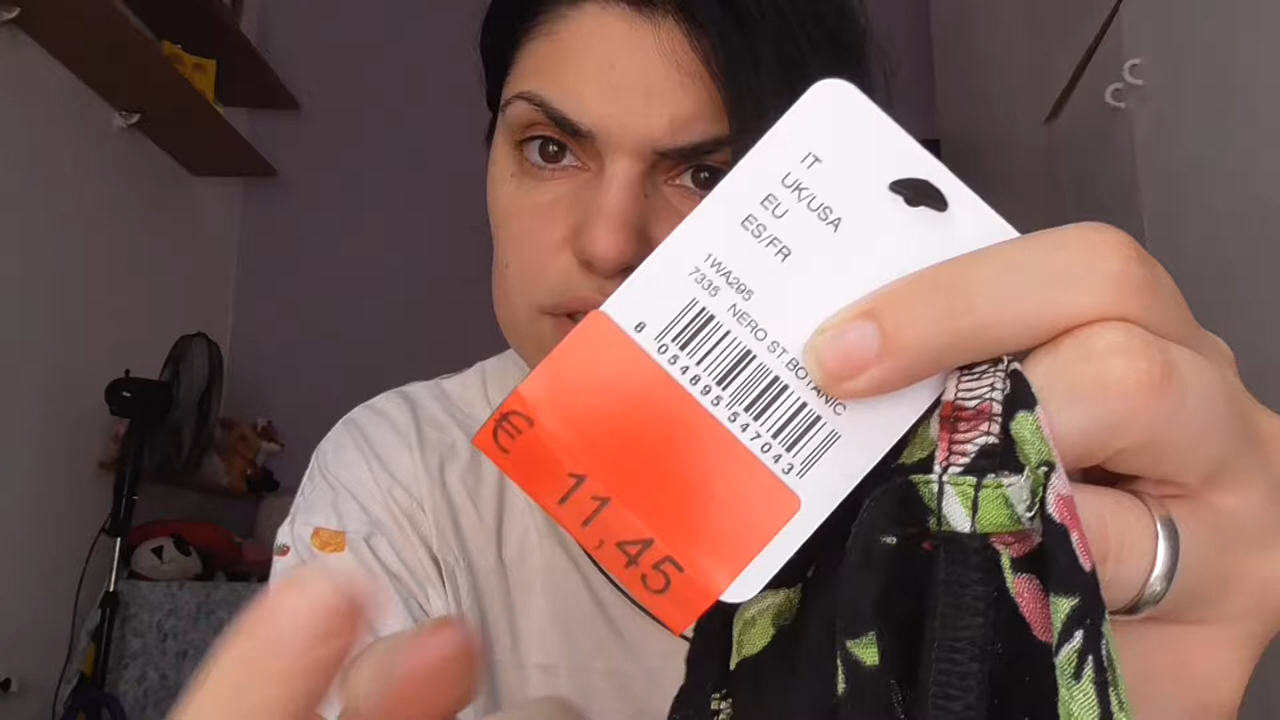 IT
UK/USA
EU
ES/FR
1WA295
7335 NERO ST.BOTANIC
8 054895 547043
€ 11,45